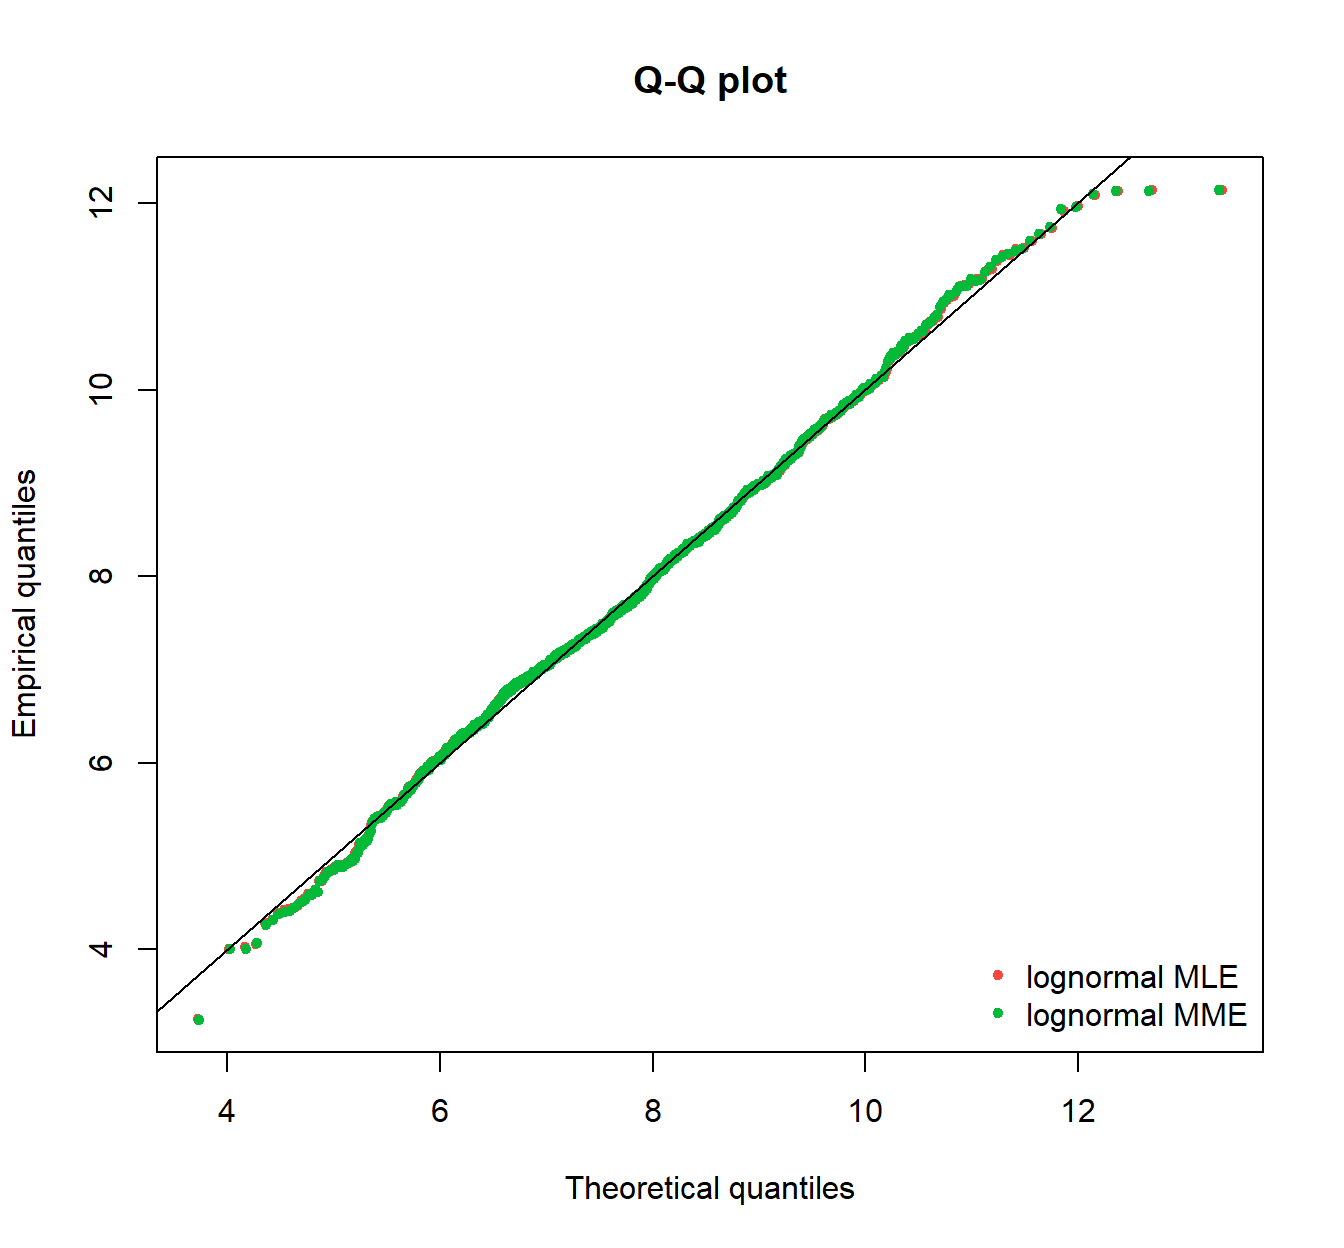 Q-Q plot
12
10
8
6
4
Empirical quantiles
lognormal MLE
lognormal MME
4 6 8 10 12
Theoretical quantiles